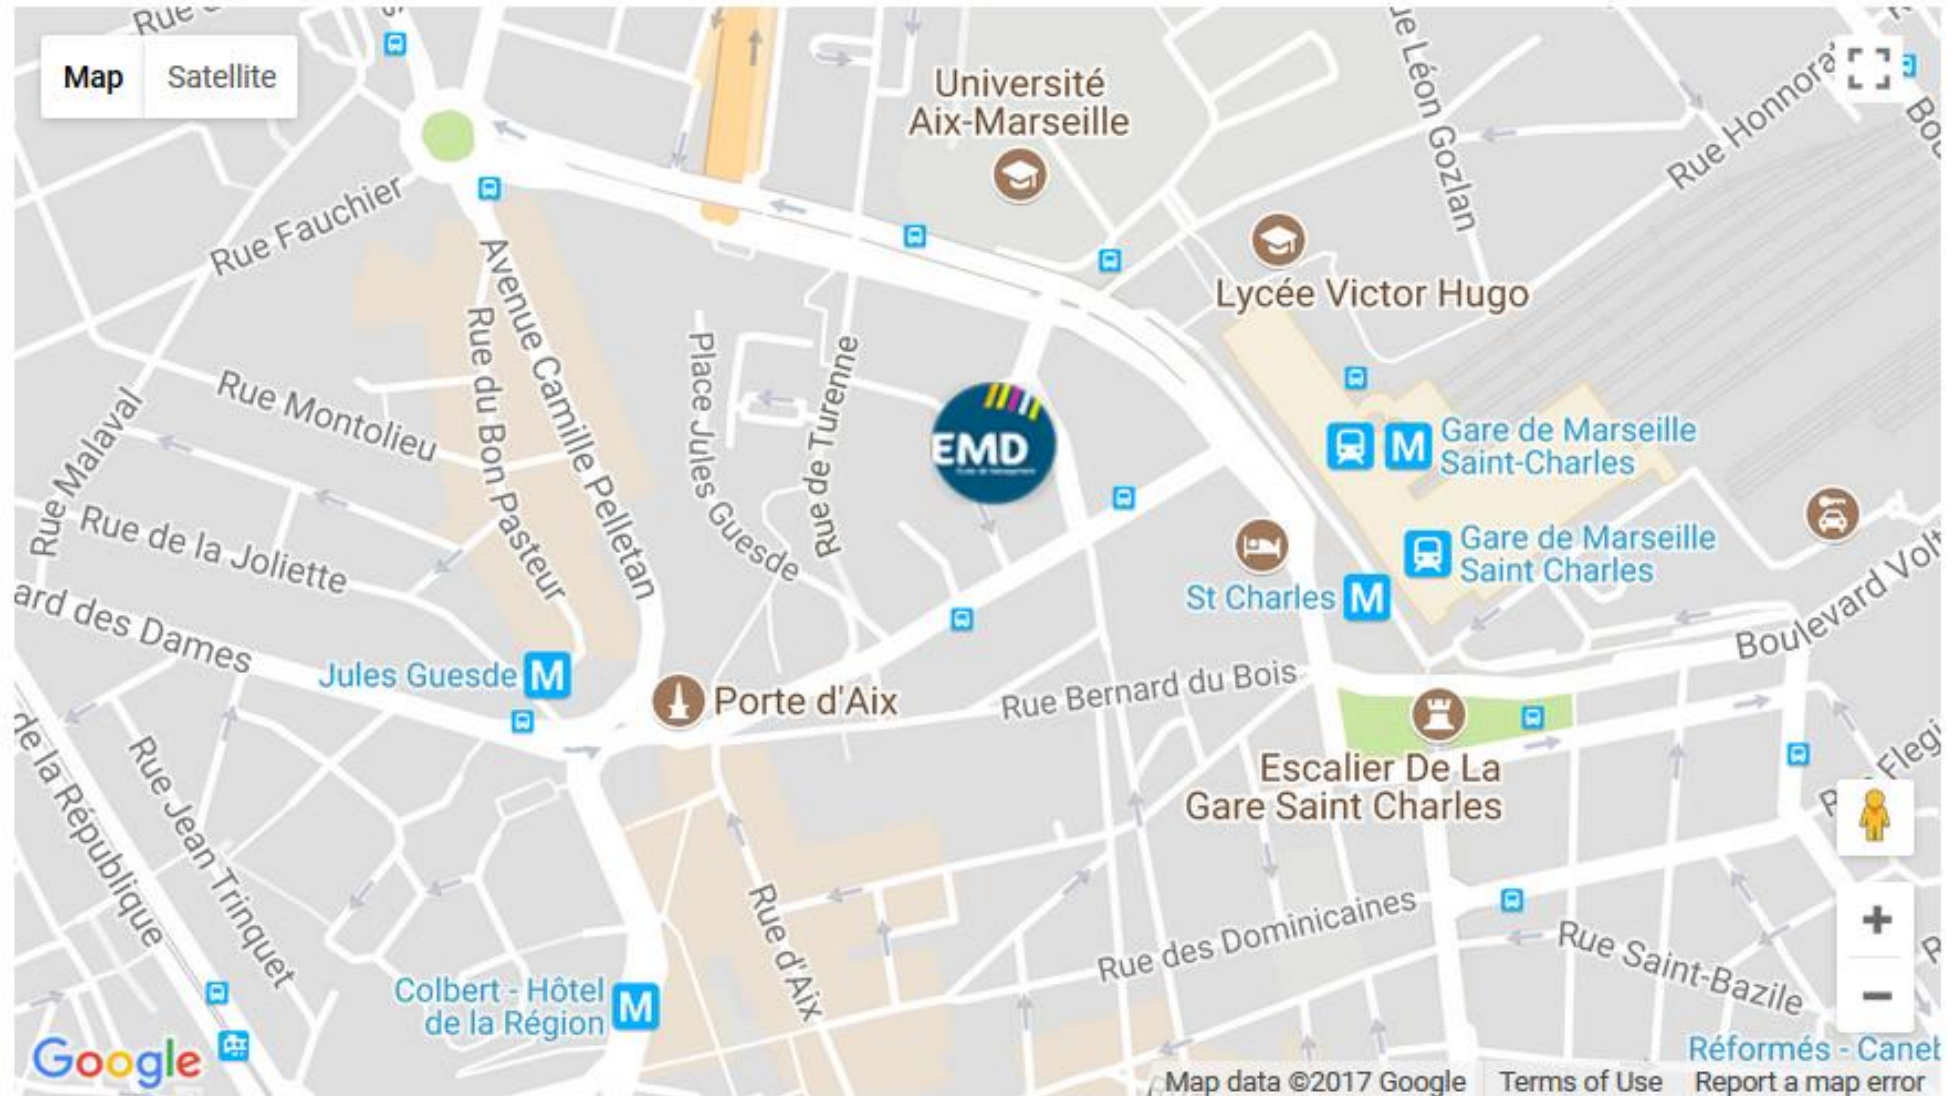 Rue
Map
Satellite
Université
Aix-Marseille
Léon Gozlan
Rue Honnorat
Rue Fauchier
Avenue Camille Pelletan
Rue du Bon Pasteur
Lycée Victor Hugo
Place Jules Guesde
Rue de Turenne
Rue Montolieu
Rue Malaval
EMD
M
Gare de Marseille
Saint-Charles
Rue de la Joliette
Gare de Marseille
Saint Charles
St Charles
M
ard des Dames
Boulevard Volt
Jules Guesde
M
Porte d'Aix
Rue Bernard du Bois
Escalier De La
Gare Saint Charles
de la République
Rue Jean Trinquet
Flegi
Rue d'Aix
Rue des Dominicaines
Rue Saint-Bazile
Colbert - Hôtel
de la Région
M
+
−
Google
Réformés - Caneb
Map data ©2017 Google
Terms of Use
Report a map error